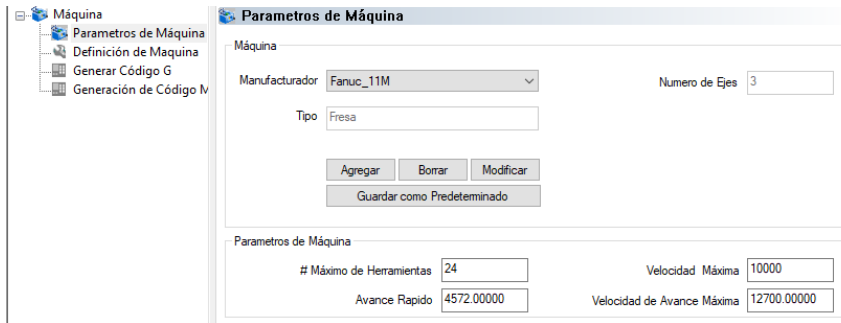 Máquina
Parametros de Máquina
Definición de Maquina
Generar Código G
Generación de Código M
Parametros de Máquina
Máquina
Manufacturador Fanuc_11M Numero de Ejes 3
Tipo Fresa
Agregar Borrar Modificar
Guardar como Predeterminado
Parametros de Máquina
# Máximo de Herramientas 24 Velocidad Máxima 10000
Avance Rapido 4572.00000 Velocidad de Avance Máxima 12700.00000